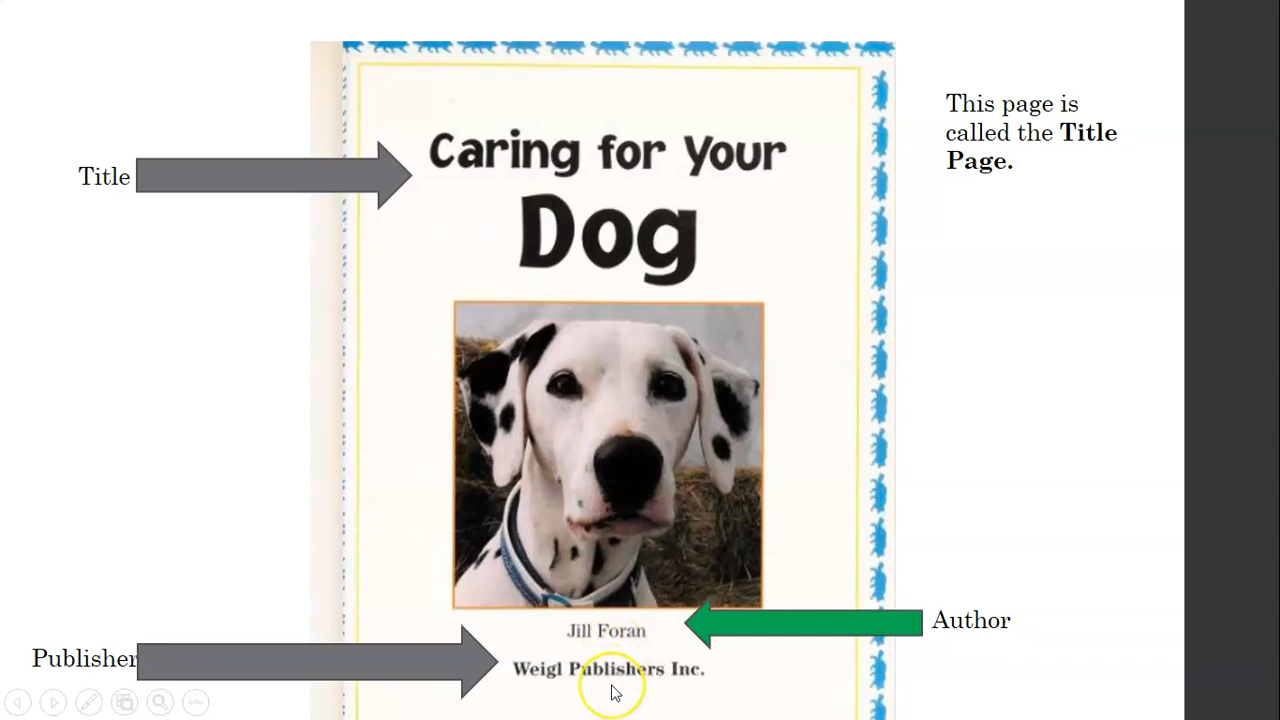 This page is
called the Title
Page.
Title
Caring for Your
Dog
Jill Foran
Author
Publisher
Weigl Publishers Inc.